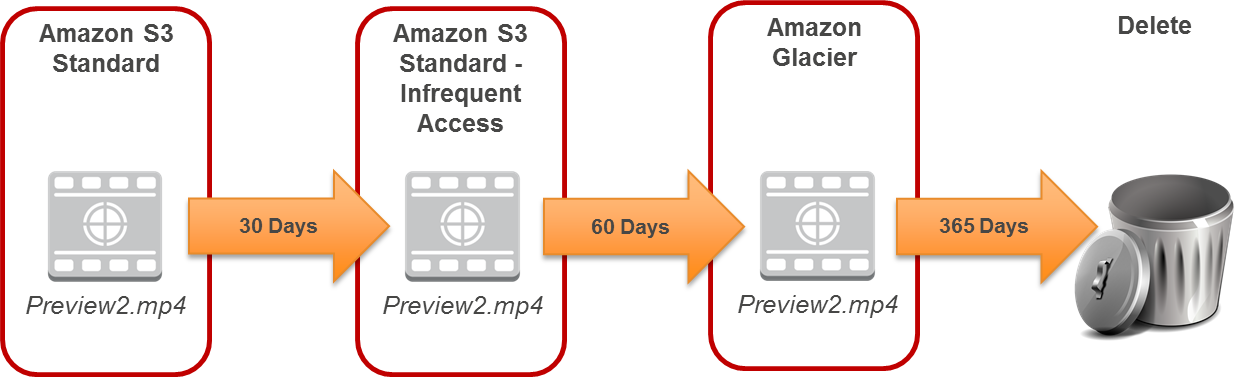 Amazon S3
Standard
Preview2.mp4
30 Days
Amazon S3
Standard -
Infrequent
Access
Preview2.mp4
60 Days
Amazon
Glacier
Preview2.mp4
365 Days
Delete